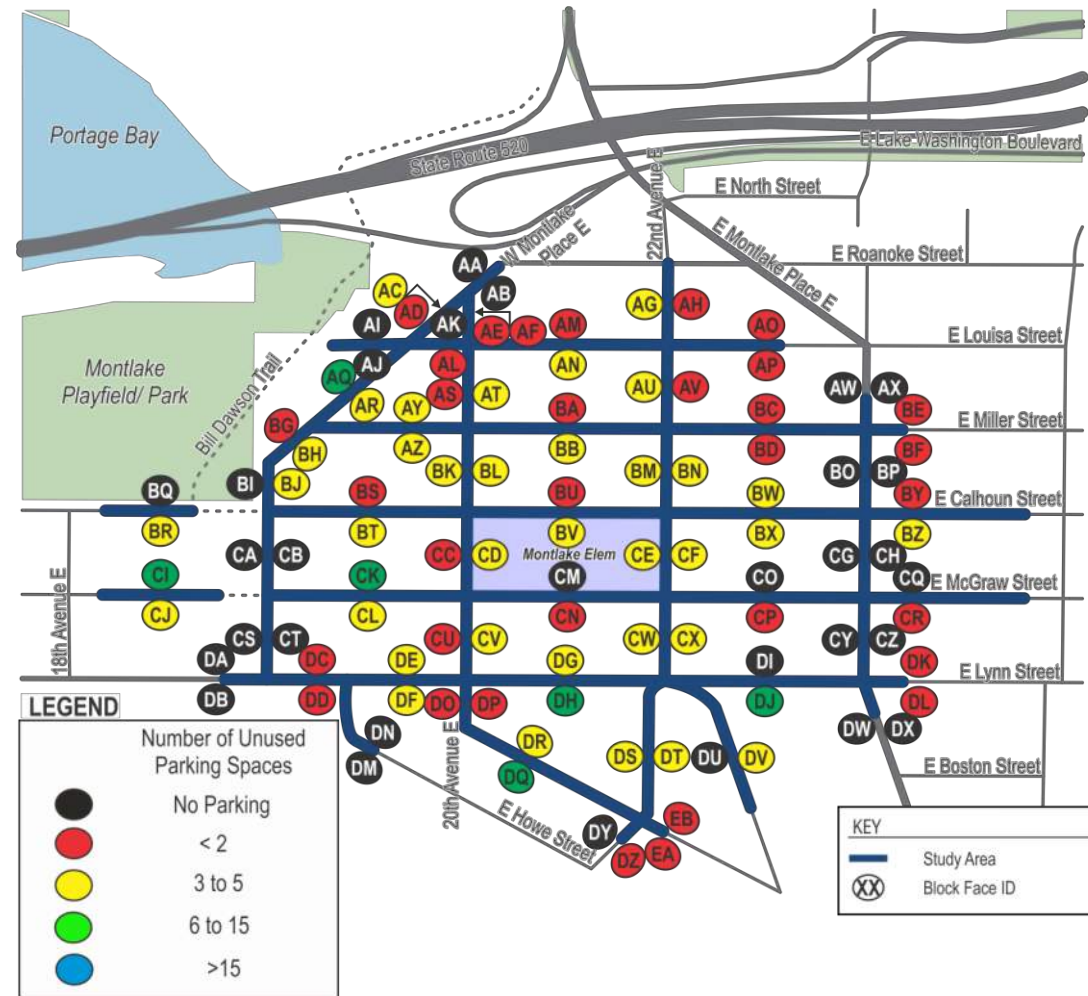 Portage Bay
State Route 520
E Lake Washington Boulevard
22nd Avenue E
E North Street
W Montlake
Place E
E Montlake Place E
E Roanoke Street
AA
AB
AC
AD
AG
AH
AI
AK
AE
AF
AM
AO
E Louisa Street
Montlake
Playfield/ Park
Bill Dawson Trail
AJ
AL
AN
AP
AQ
AR
AS
AT
AU
AV
AW
AX
AY
BA
BC
BE
E Miller Street
BG
BH
AZ
BB
BD
BF
BI
BJ
BK
BL
BM
BN
BO
BP
BQ
BS
BU
BW
BY
E Calhoun Street
BR
BT
BV
BX
BZ
CA
CB
CC
CD
Montlake Elem
CE
CF
CG
CH
CI
CK
CM
CO
CQ
E McGraw Street
18th Avenue E
CJ
CL
CN
CP
CR
CS
CT
CU
CV
CW
CX
CY
CZ
DA
DC
DE
DG
DI
DK
E Lynn Street
DB
DD
DF
DO
DP
DH
DJ
DL
DN
DM
20th Avenue E
DR
DQ
DS
DT
DU
DV
DW
DX
E Boston Street
E Howe Street
DY
DZ
EA
EB
LEGEND
Number of Unused
Parking Spaces
No Parking
< 2
3 to 5
6 to 15
>15
KEY
Study Area
XX Block Face ID